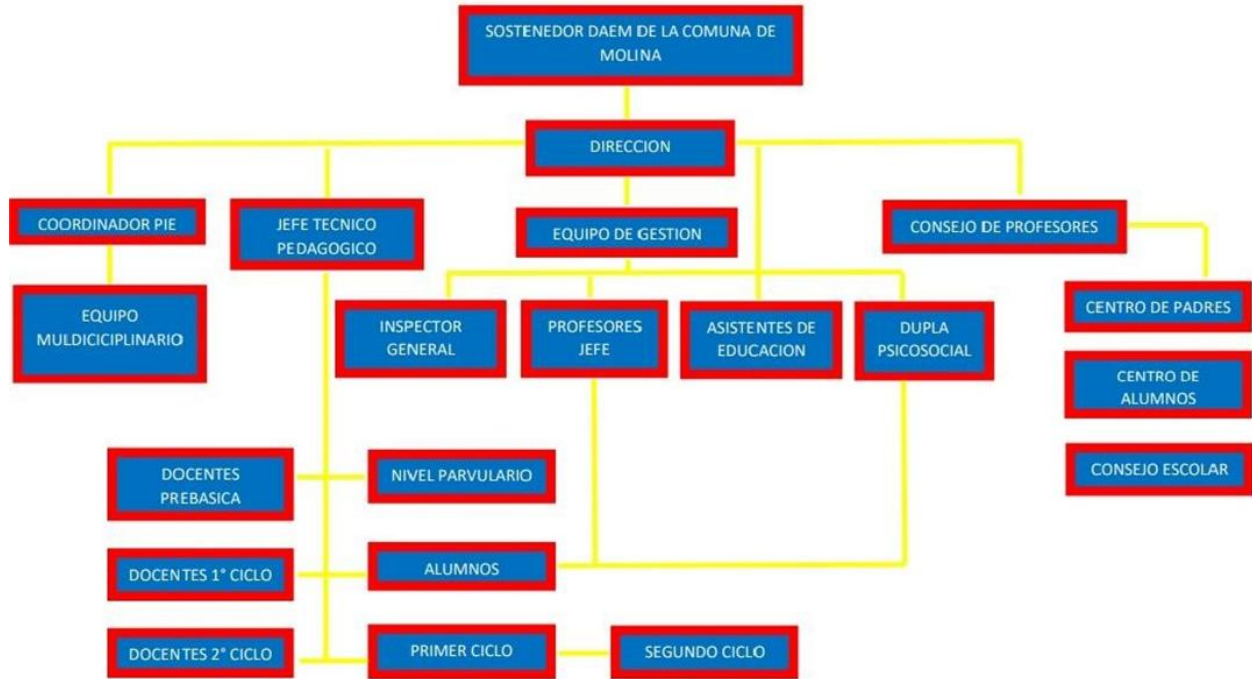 SOSTENEDOR DAEM DE LA COMUNA DE
MOLINA
DIRECCION
COORDINADOR PIE
JEFE TECNICO
PEDAGOGICO
EQUIPO DE GESTION
CONSEJO DE PROFESORES
EQUIPO
MULDICICIPLINARIO
INSPECTOR
GENERAL
PROFESORES
JEFE
ASISTENTES DE
EDUCACION
DUPLA
PSICOSOCIAL
CENTRO DE PADRES
CENTRO DE
ALUMNOS
CONSEJO ESCOLAR
DOCENTES
PREBASICA
NIVEL PARVULARIO
DOCENTES 1° CICLO
ALUMNOS
DOCENTES 2° CICLO
PRIMER CICLO
SEGUNDO CICLO